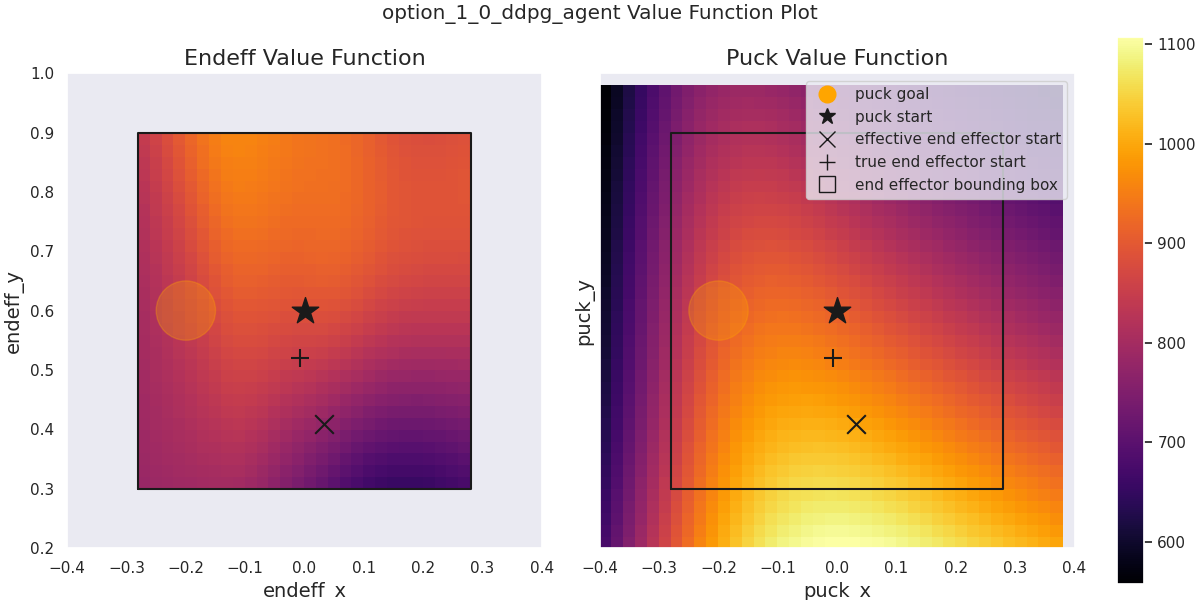 option_1_0_ddpg_agent Value Function Plot
Endeff Value Function
1.0
0.9
0.8
0.7
0.6
0.5
0.4
0.3
0.2
endeff_y
−0.4 −0.3 −0.2 −0.1 0.0 0.1 0.2 0.3 0.4
endeff_x
Puck Value Function
puck goal
puck start
effective end effector start
true end effector start
end effector bounding box
puck_y
−0.4 −0.3 −0.2 −0.1 0.0 0.1 0.2 0.3 0.4
puck_x
1100
1000
900
800
700
600